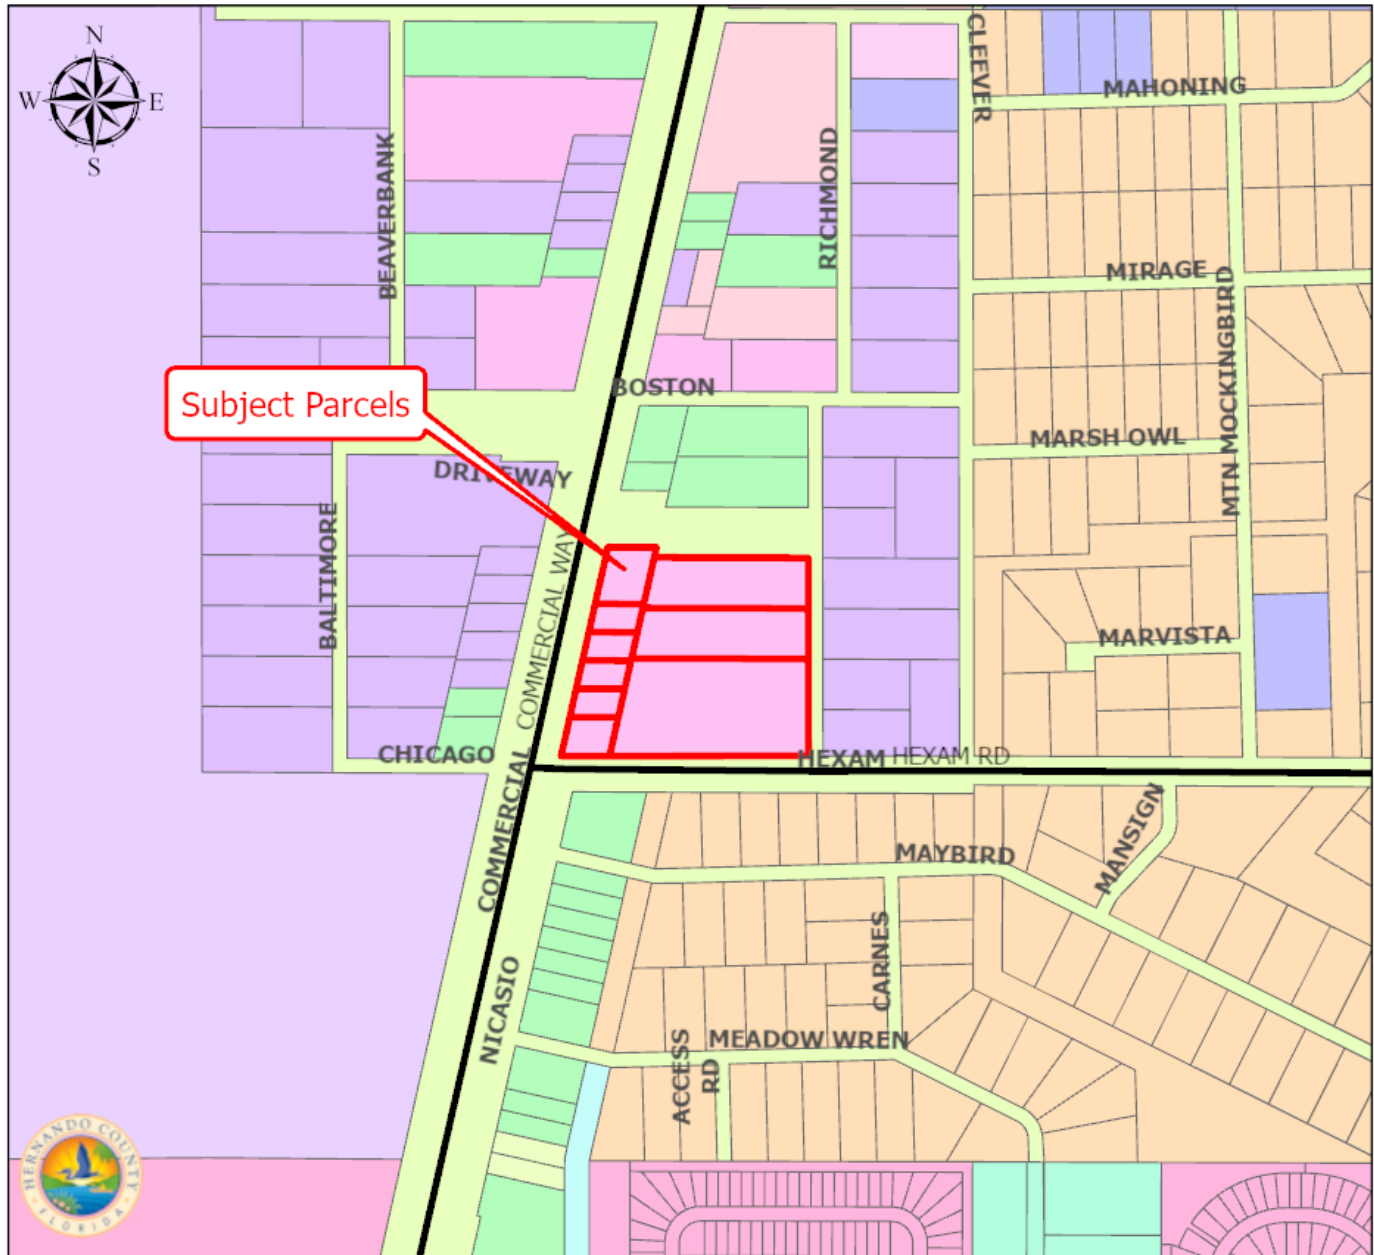 N
W
E
S
CLEEVER
MAHONING
BEAVERBANK
RICHMOND
MIRAGE
MTN MOCKINGBIRD
BOSTON
Subject Parcels
MARSH OWL
DRIVEWAY
BALTIMORE
COMMERCIAL WAY
MARVISTA
CHICAGO
HEXAM
HEXAM RD
COMMERCIAL
MANSIGN
MAYBIRD
CARNES
NICASIO
MEADOW WREN
ACCESS
RD
HERNANDO COUNTY
FLORIDA